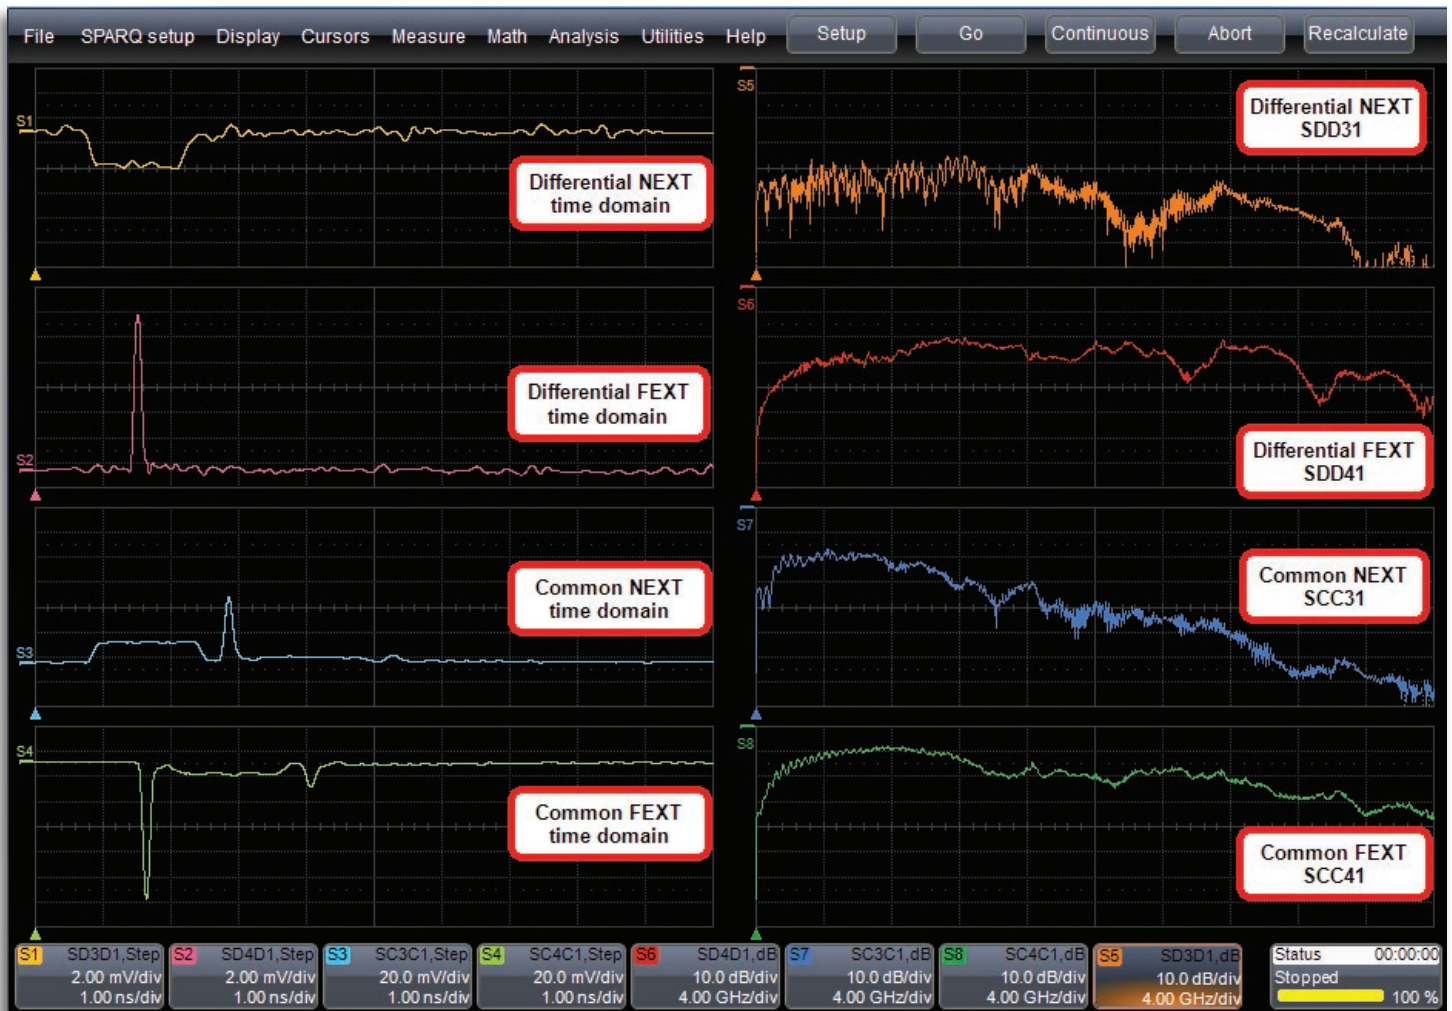 File SPARQ setup Display Cursors Measure Math Analysis Utilities Help Setup Go Continuous Abort Recalculate
S1
Differential NEXT
time domain
S5
Differential NEXT
SDD31
S2
Differential FEXT
time domain
S6
Differential FEXT
SDD41
S3
Common NEXT
time domain
S7
Common NEXT
SCC31
S4
Common FEXT
time domain
S8
Common FEXT
SCC41
S1 SD3D1,Step
2.00 mV/div
1.00 ns/div
S2 SD4D1,Step
2.00 mV/div
1.00 ns/div
S3 SC3C1,Step
20.0 mV/div
1.00 ns/div
S4 SC4C1,Step
20.0 mV/div
1.00 ns/div
S6 SD4D1,dB
10.0 dB/div
4.00 GHz/div
S7 SC3C1,dB
10.0 dB/div
4.00 GHz/div
S8 SC4C1,dB
10.0 dB/div
4.00 GHz/div
S5 SD3D1,dB
10.0 dB/div
4.00 GHz/div
Status 00:00:00
Stopped
100 %